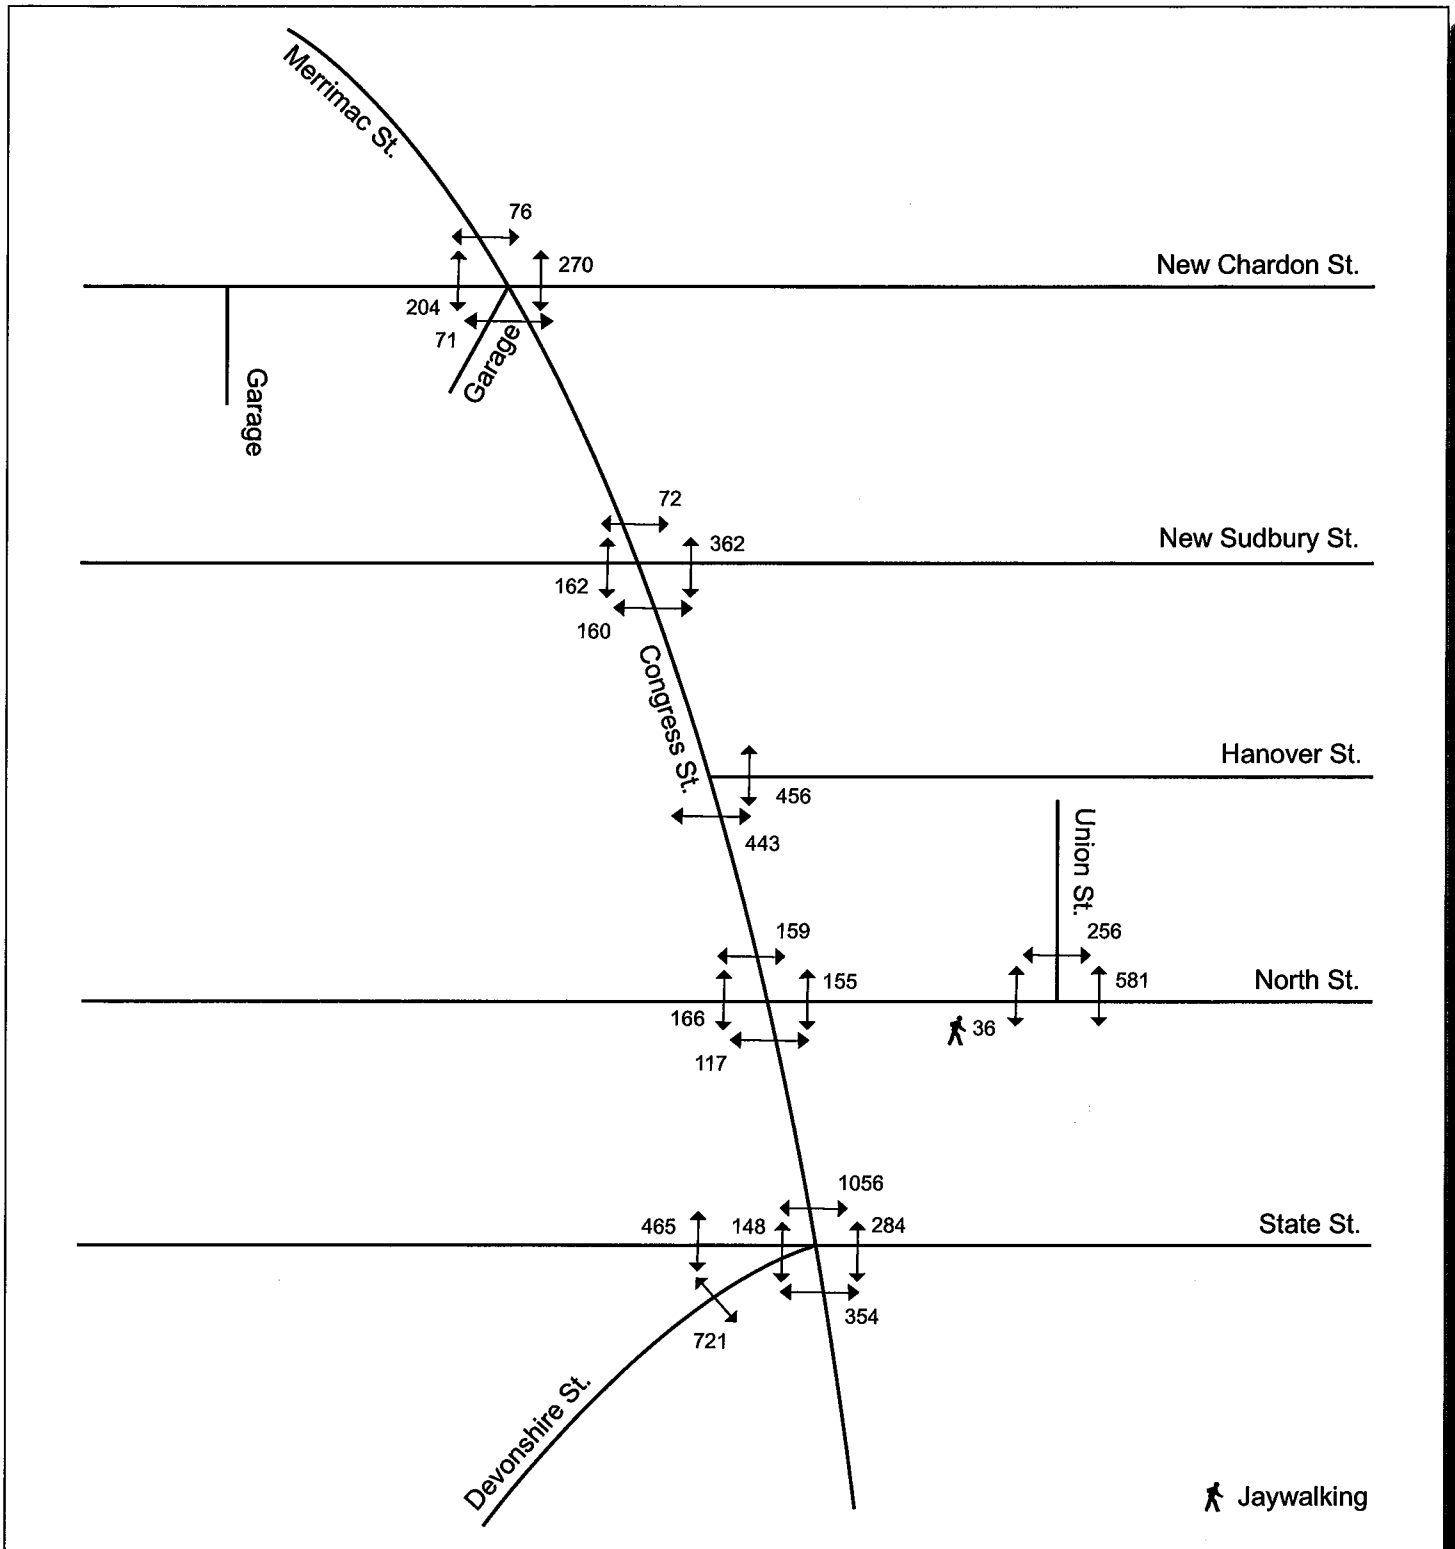 Merrimac St.
76
270
New Chardon St.
204
71
Garage
Garage
72
362
New Sudbury St.
162
160
Congress St.
Hanover St.
456
443
Union St.
159
256
155
581
North St.
166
36
117
1056
465
148
284
State St.
354
721
Devonshire St.
Jaywalking